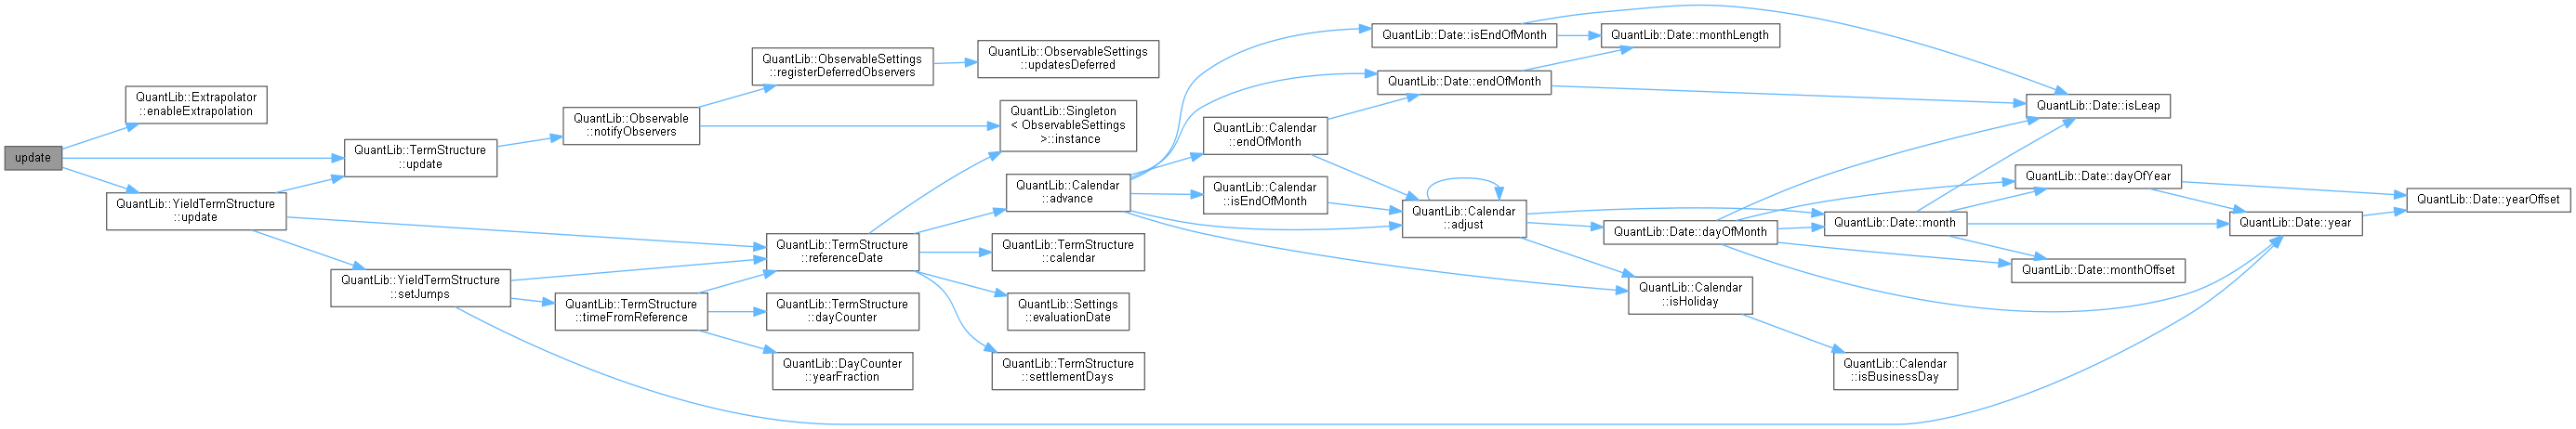 update
QuantLib::Extrapolator
::enableExtrapolation
QuantLib::TermStructure
::update
QuantLib::YieldTermStructure
::update
QuantLib::YieldTermStructure
::setJumps
QuantLib::Observable
::notifyObservers
QuantLib::TermStructure
::timeFromReference
QuantLib::ObservableSettings
::registerDeferredObservers
QuantLib::TermStructure
::referenceDate
QuantLib::TermStructure
::dayCounter
QuantLib::DayCounter
::yearFraction
QuantLib::ObservableSettings
::updatesDeferred
QuantLib::Singleton
< ObservableSettings
>::instance
QuantLib::Calendar
::advance
QuantLib::TermStructure
::calendar
QuantLib::Settings
::evaluationDate
QuantLib::TermStructure
::settlementDays
QuantLib::Calendar
::endOfMonth
QuantLib::Calendar
::isEndOfMonth
QuantLib::Date::isEndOfMonth
QuantLib::Date::endOfMonth
QuantLib::Calendar
::adjust
QuantLib::Date::monthLength
QuantLib::Date::dayOfMonth
QuantLib::Calendar
::isHoliday
QuantLib::Date::month
QuantLib::Calendar
::isBusinessDay
QuantLib::Date::isLeap
QuantLib::Date::dayOfYear
QuantLib::Date::monthOffset
QuantLib::Date::year
QuantLib::Date::yearOffset